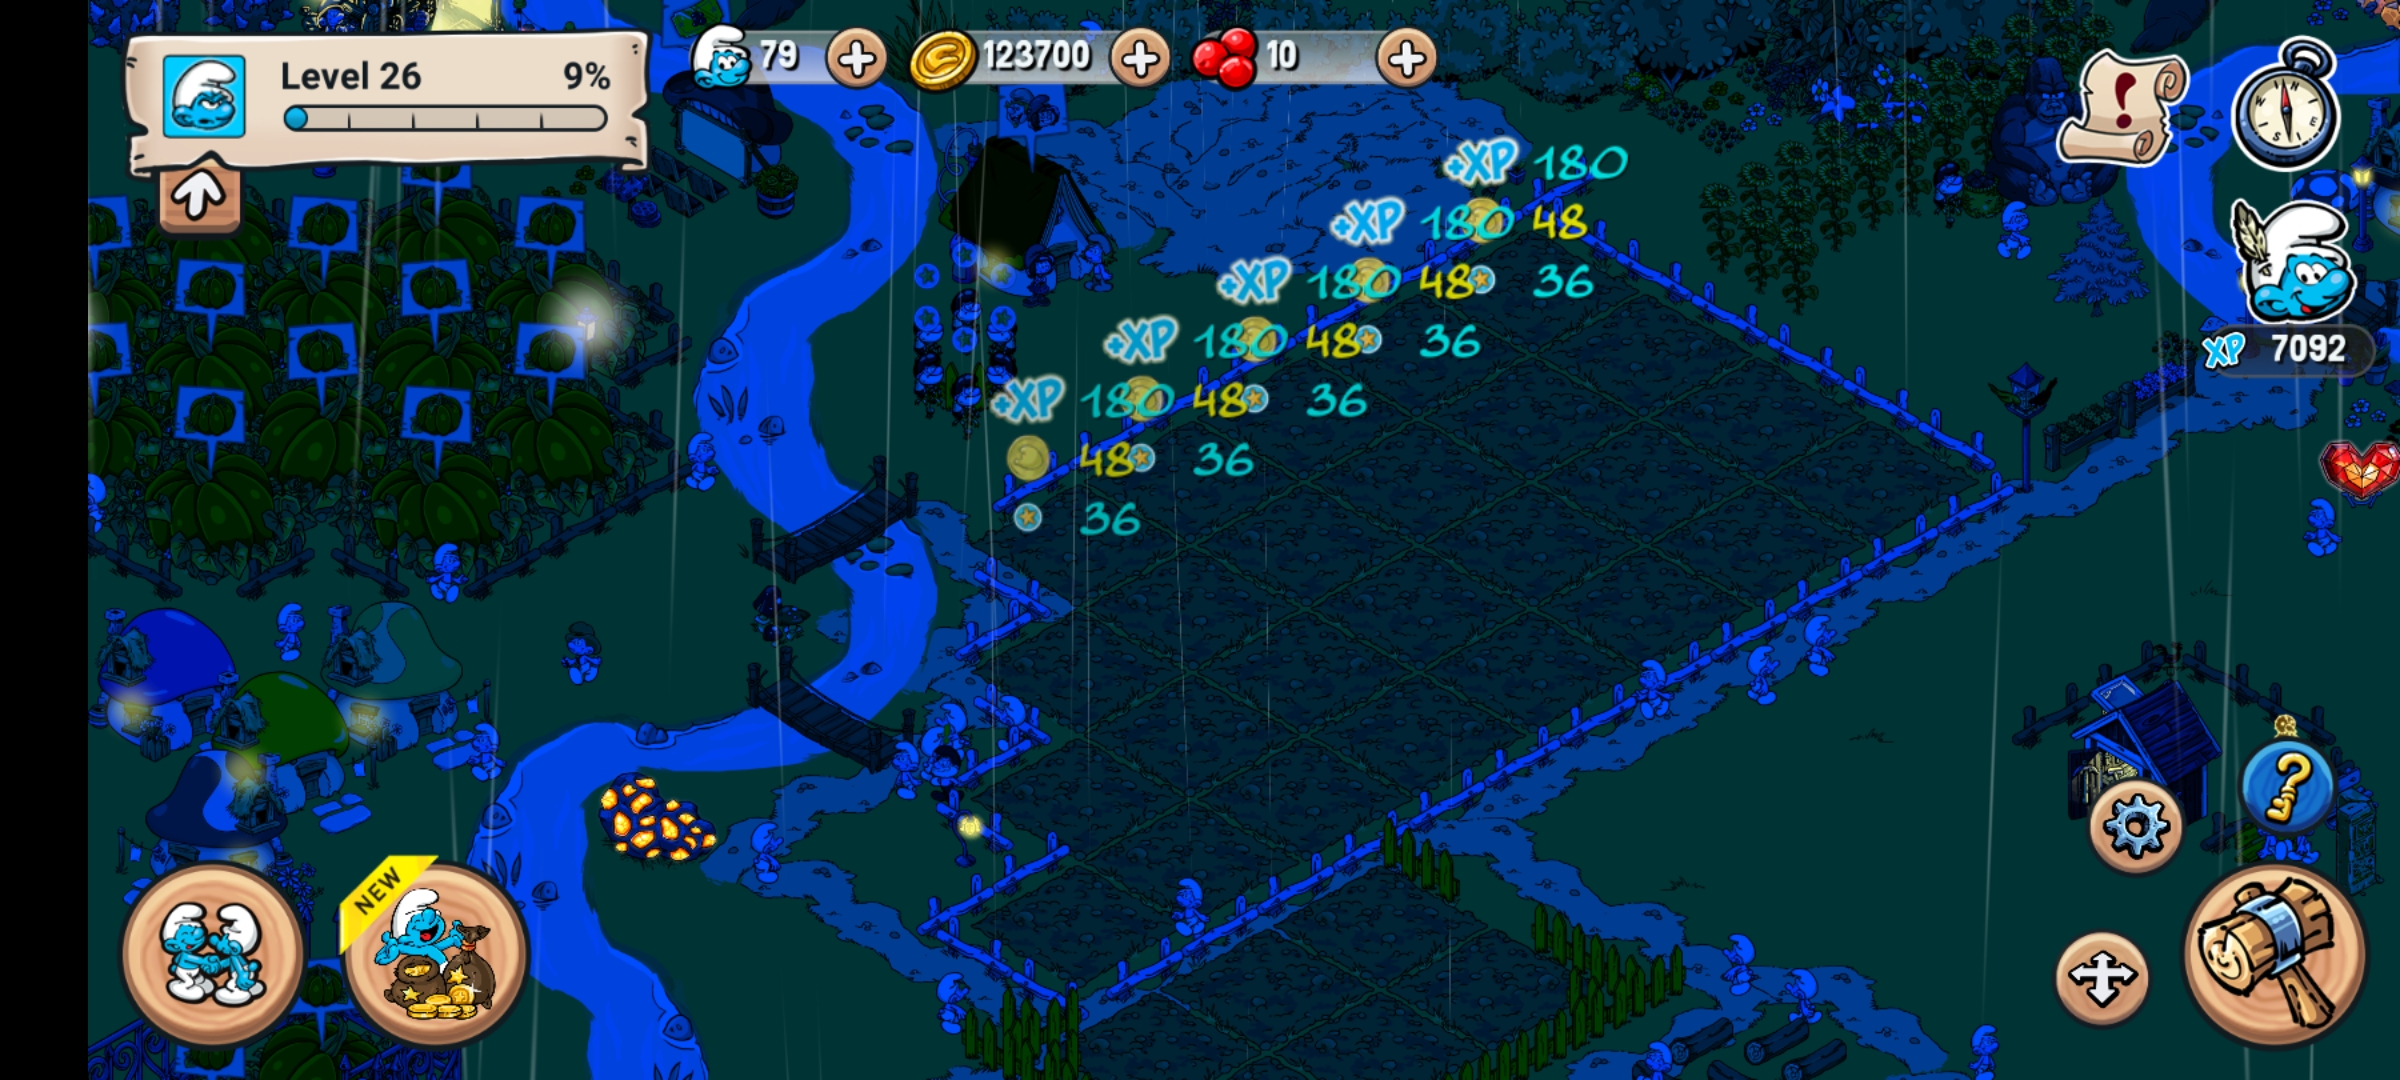 Level 26 9%
79
123700
10
+XP 180
+XP 180 48
+XP 180 48 36
+XP 180 48 36
+XP 180 48 36
48 36
36
XP 7092
NEW